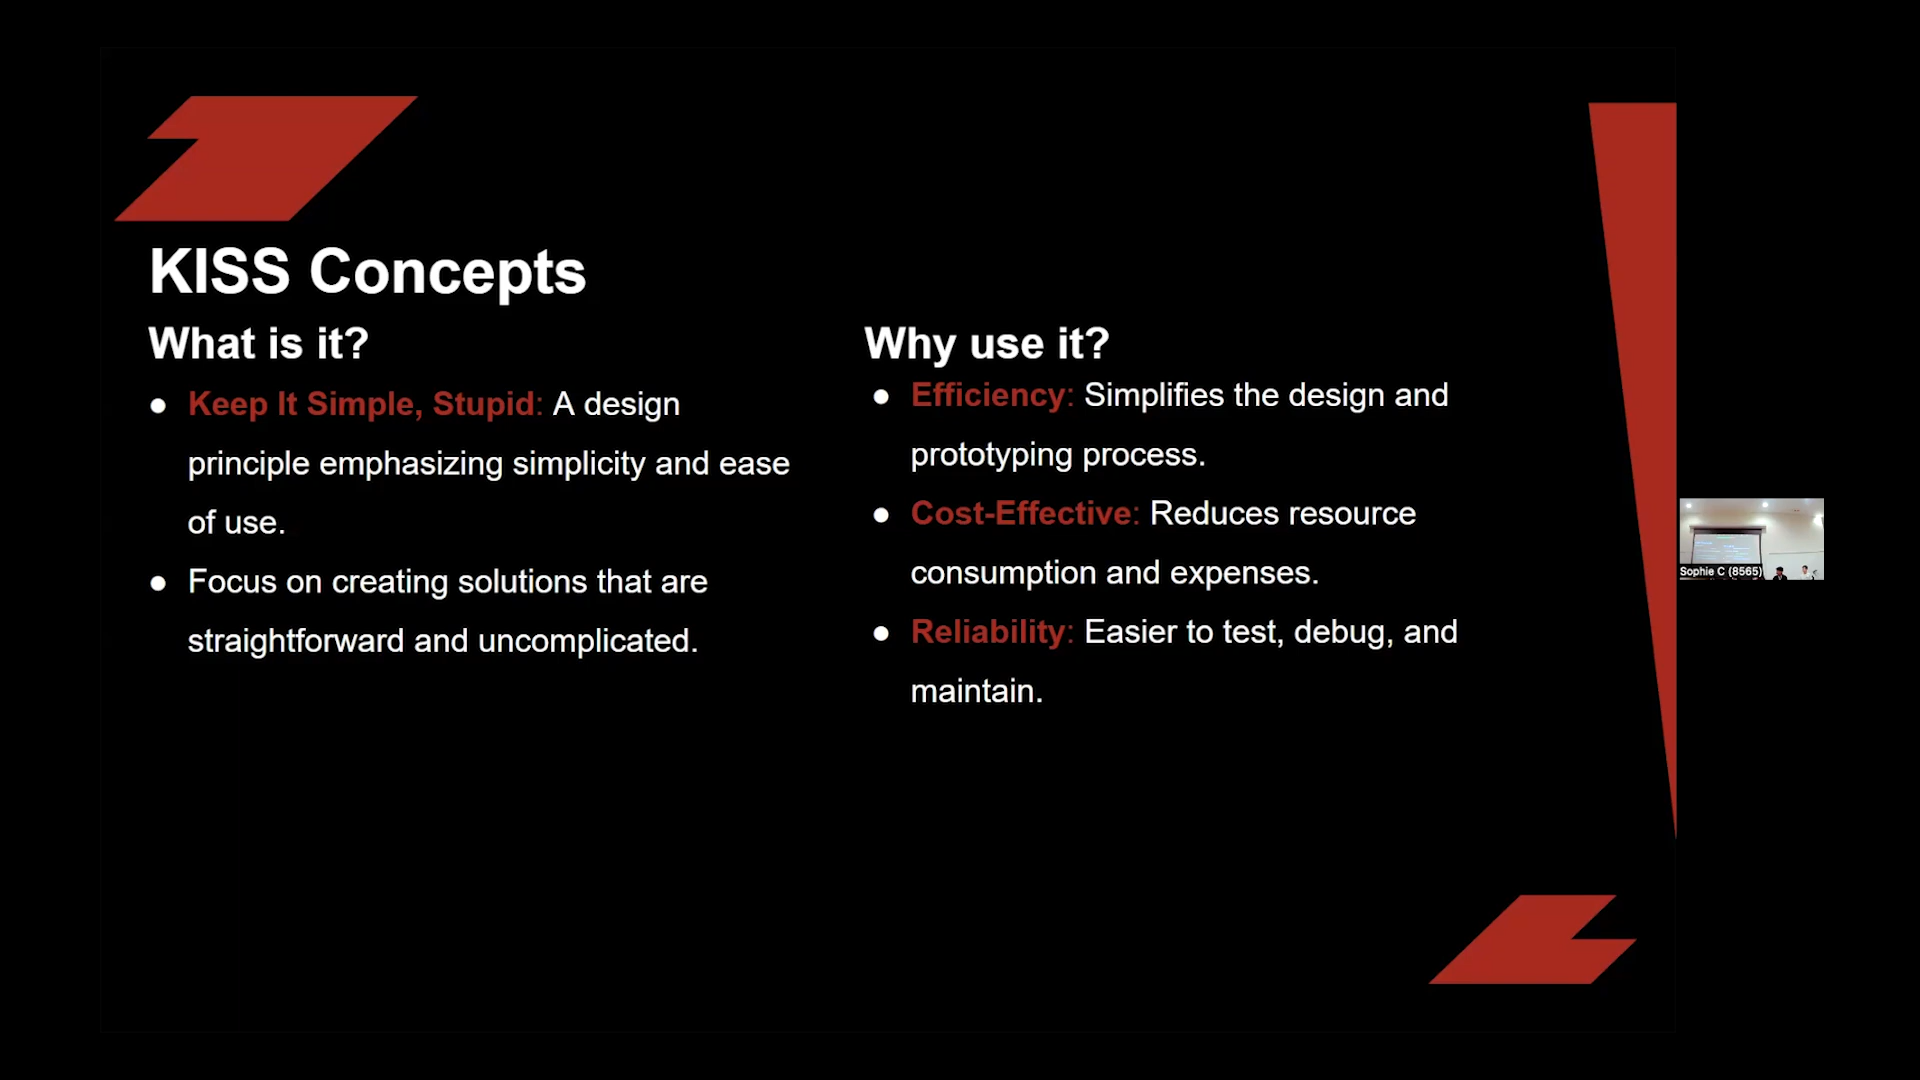 KISS Concepts
What is it?
● Keep It Simple, Stupid: A design
principle emphasizing simplicity and ease
of use.
● Focus on creating solutions that are
straightforward and uncomplicated.
Why use it?
● Efficiency: Simplifies the design and
prototyping process.
● Cost-Effective: Reduces resource
consumption and expenses.
● Reliability: Easier to test, debug, and
maintain.
Sophie C (8565)